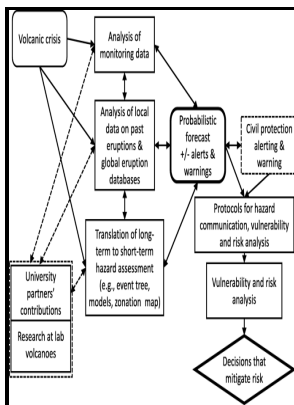 Volcanic crisis
Analysis of
monitoring data
Analysis of local
data on past
eruptions &
global eruption
databases
Probabilistic
forecast
+/- alerts &
warnings
Civil protection
alerting &
warning
Translation of long-
term to short-term
hazard assessment
(e.g., event tree,
models, zonation map)
Protocols for hazard
communication, vulnerability
and risk analysis
University
partners'
contributions
Research at lab
volcanoes
Vulnerability and risk
analysis
Decisions that
mitigate risk